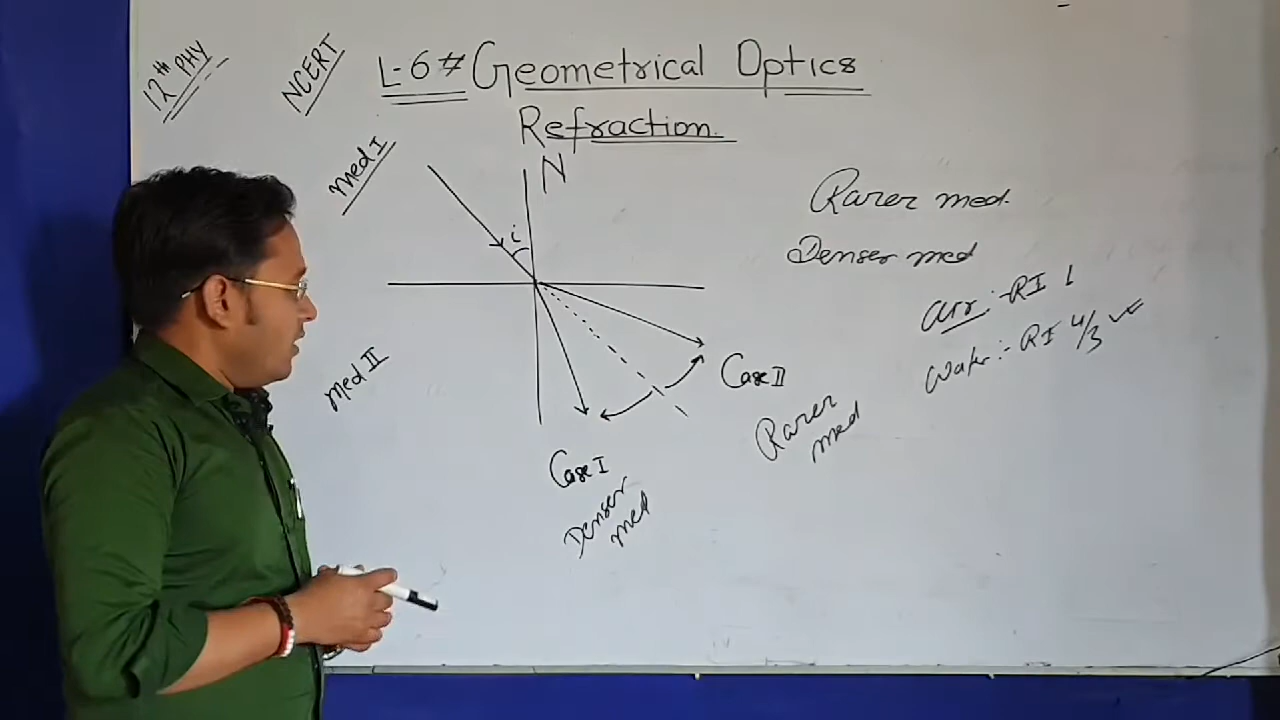 12th PHY
NCERT
L-6 # Geometrical Optics
Refraction.
Med I
N
i
Rarer med.
Denser med
Air :- RI 1
Water :- RI 4/3 ✓
Med II
Case II
Rarer
med
Case I
Denser
med